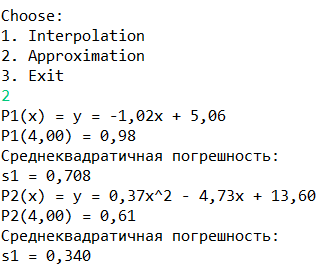 Choose:
1. Interpolation
2. Approximation
3. Exit
2
P1(x) = y = -1,02x + 5,06
P1(4,00) = 0,98
Среднеквадратичная погрешность:
s1 = 0,708
P2(x) = y = 0,37x^2 - 4,73x + 13,60
P2(4,00) = 0,61
Среднеквадратичная погрешность:
s1 = 0,340